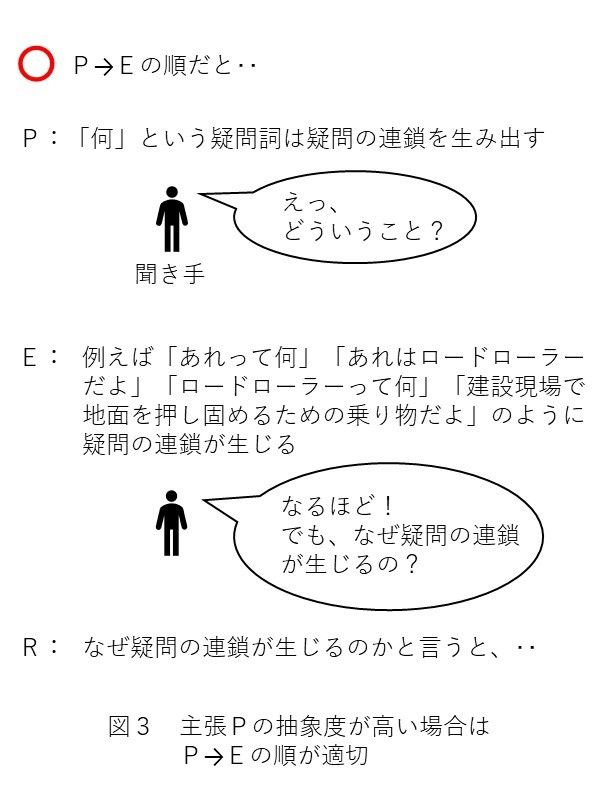 Ｐ→Ｅの順だと‥
Ｐ：「何」という疑問詞は疑問の連鎖を生み出す
えっ、
どういうこと？
聞き手
Ｅ： 例えば「あれって何」「あれはロードローラー
だよ」「ロードローラーって何」「建設現場で
地面を押し固めるための乗り物だよ」のように
疑問の連鎖が生じる
なるほど！
でも、なぜ疑問の連鎖
が生じるの？
Ｒ： なぜ疑問の連鎖が生じるのかと言うと、‥
図３　主張Ｐの抽象度が高い場合は
Ｐ→Ｅの順が適切